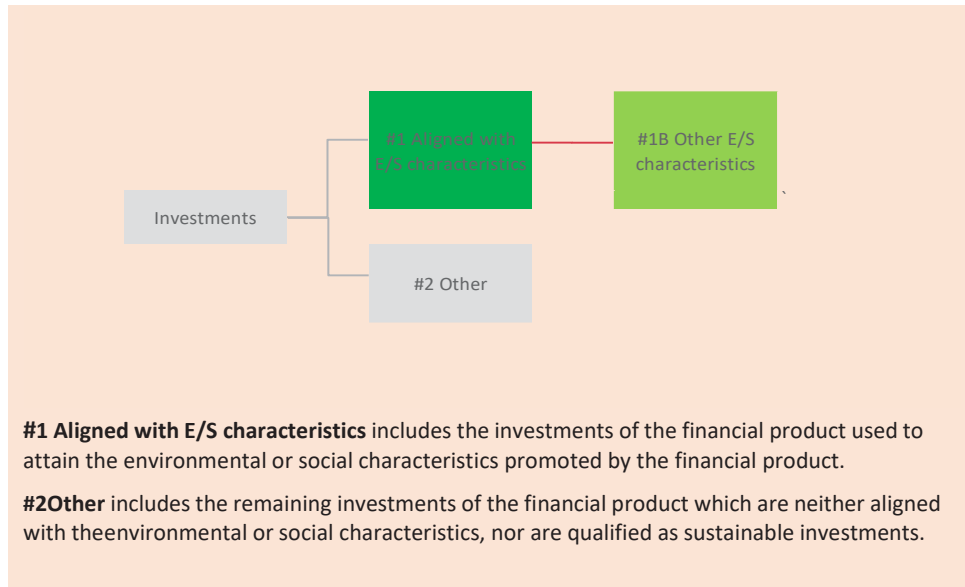 #1 Aligned with
E/S characteristics
#1B Other E/S
characteristics
`
Investments
#2 Other
#1 Aligned with E/S characteristics includes the investments of the financial product used to
attain the environmental or social characteristics promoted by the financial product.
#2Other includes the remaining investments of the financial product which are neither aligned
with theenvironmental or social characteristics, nor are qualified as sustainable investments.